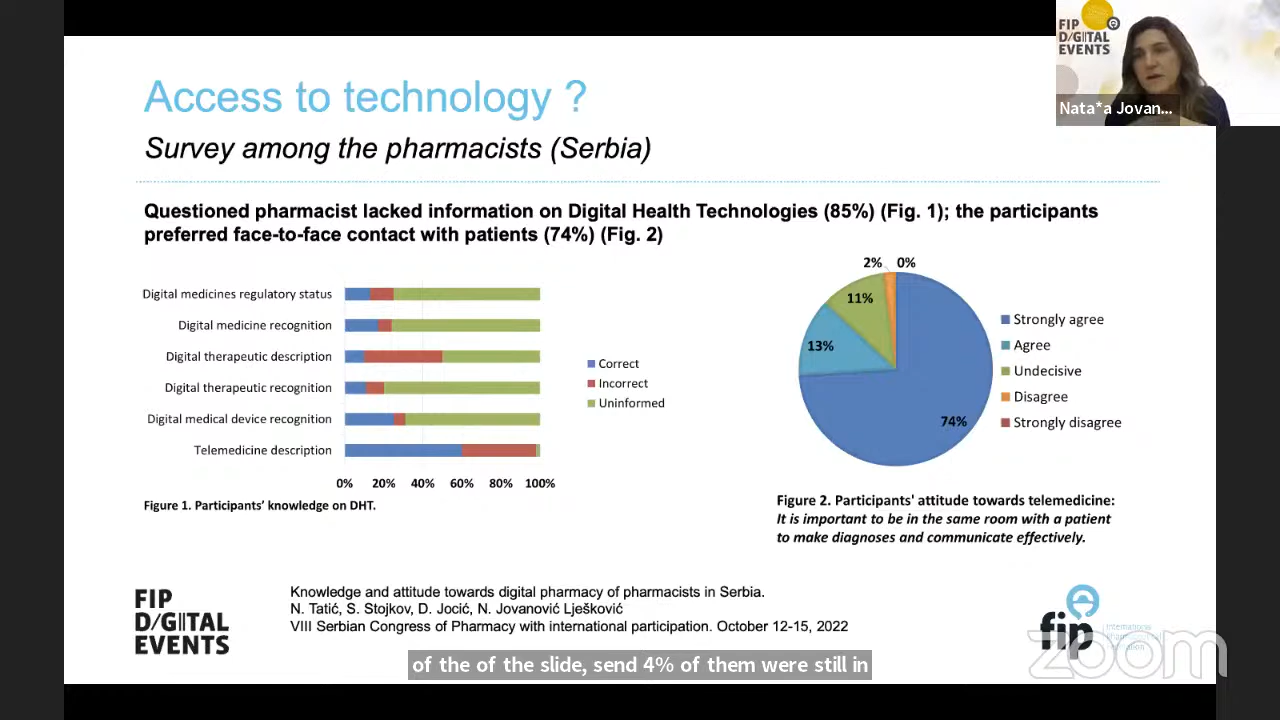 FIP
D/GITAL
EVENTS
Nata*a Jovan...
Access to technology ?
Survey among the pharmacists (Serbia)
Questioned pharmacist lacked information on Digital Health Technologies (85%) (Fig. 1); the participants
preferred face-to-face contact with patients (74%) (Fig. 2)
Digital medicines regulatory status
Digital medicine recognition
Digital therapeutic description
Digital therapeutic recognition
Digital medical device recognition
Telemedicine description
0% 20% 40% 60% 80% 100%
Correct
Incorrect
Uninformed
Figure 1. Participants' knowledge on DHT.
2% 0%
11%
13%
74%
Strongly agree
Agree
Undecisive
Disagree
Strongly disagree
Figure 2. Participants' attitude towards telemedicine:
It is important to be in the same room with a patient
to make diagnoses and communicate effectively.
FIP
D/GITAL
EVENTS
Knowledge and attitude towards digital pharmacy of pharmacists in Serbia.
N. Tatić, S. Stojkov, D. Jocić, N. Jovanović Lješković
VIII Serbian Congress of Pharmacy with international participation. October 12-15, 2022
fip
International
zoom
of the of the slide, send 4% of them were still in